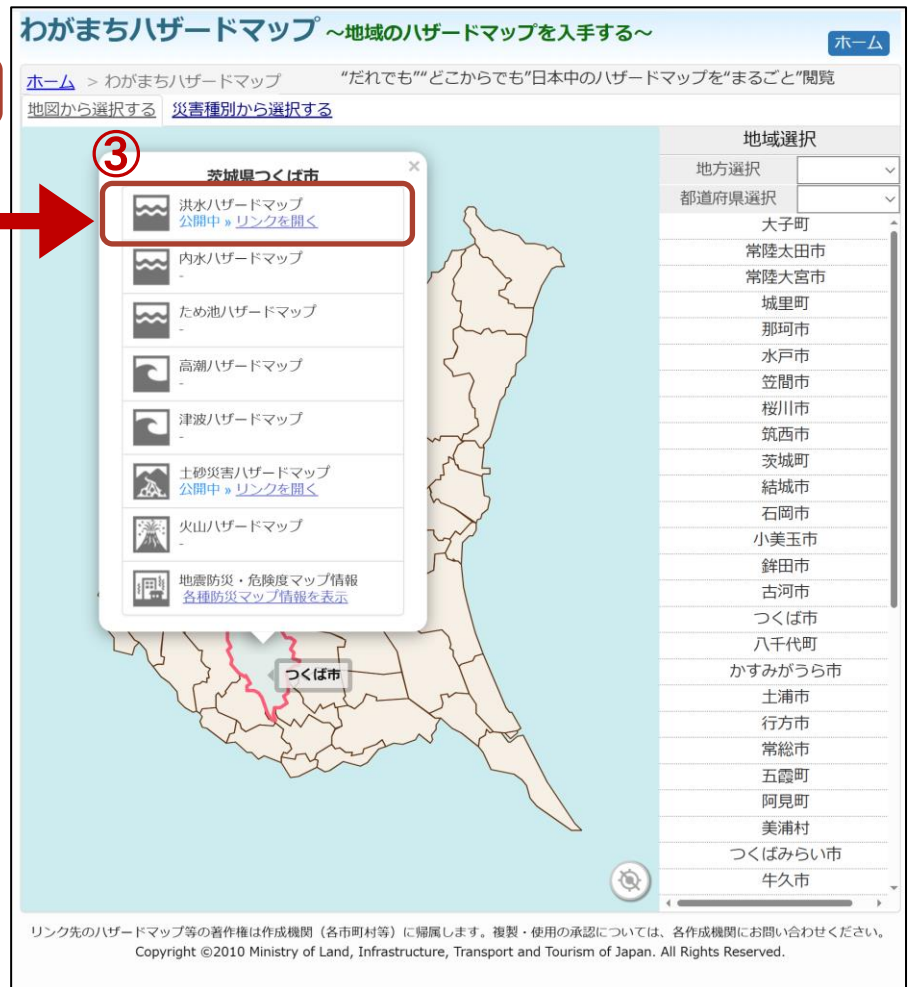 わがまちハザードマップ ～地域のハザードマップを入手する～
ホーム
ホーム > わがまちハザードマップ
“だれでも”“どこからでも”日本中のハザードマップを“まるごと”閲覧
地図から選択する 災害種別から選択する
③
茨城県つくば市
×
洪水ハザードマップ
公開中 » リンクを開く
内水ハザードマップ
-
ため池ハザードマップ
-
高潮ハザードマップ
-
津波ハザードマップ
-
土砂災害ハザードマップ
公開中 » リンクを開く
火山ハザードマップ
-
地震防災・危険度マップ情報
各種防災マップ情報を表示
つくば市
地域選択
地方選択
都道府県選択
大子町
常陸太田市
常陸大宮市
城里町
那珂市
水戸市
笠間市
桜川市
筑西市
茨城町
結城市
石岡市
小美玉市
鉾田市
古河市
つくば市
八千代町
かすみがうら市
土浦市
行方市
常総市
五霞町
阿見町
美浦村
つくばみらい市
牛久市
リンク先のハザードマップ等の著作権は作成機関（各市町村等）に帰属します。複製・使用の承認については、各作成機関にお問い合わせください。
Copyright ©2010 Ministry of Land, Infrastructure, Transport and Tourism of Japan. All Rights Reserved.